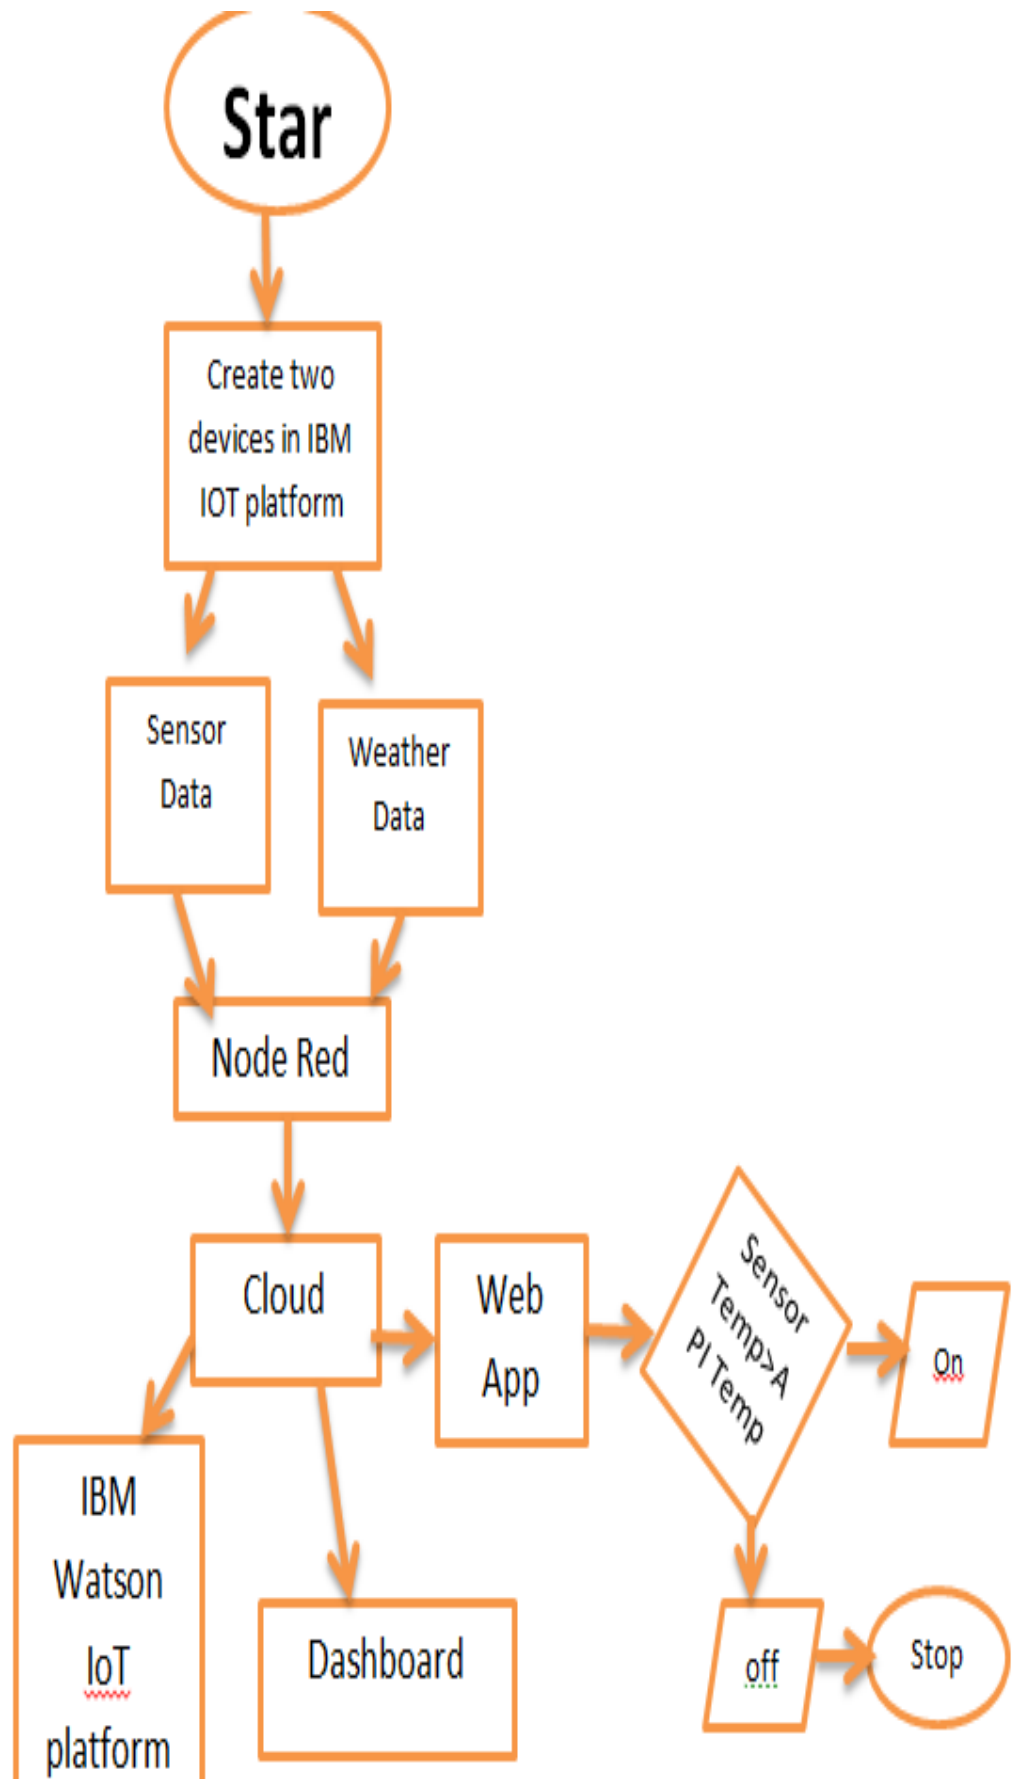 Star
Create two
devices in IBM
IOT platform
Sensor
Data
Weather
Data
Node Red
Cloud
Web
App
Sensor
Temp>A
PI Temp
On
IBM
Watson
IoT
platform
Dashboard
off
Stop